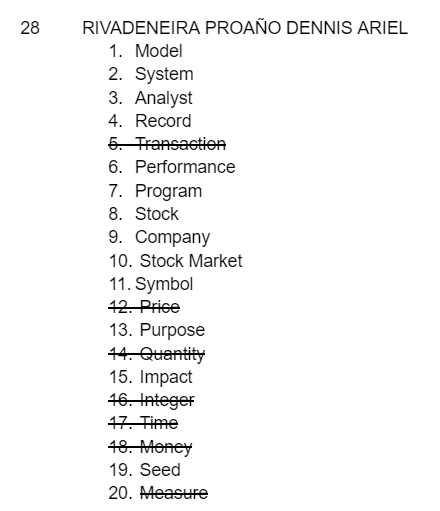 28 RIVADENEIRA PROAÑO DENNIS ARIEL
1. Model
2. System
3. Analyst
4. Record
5. Transaction
6. Performance
7. Program
8. Stock
9. Company
10. Stock Market
11. Symbol
12. Price
13. Purpose
14. Quantity
15. Impact
16. Integer
17. Time
18. Money
19. Seed
20. Measure